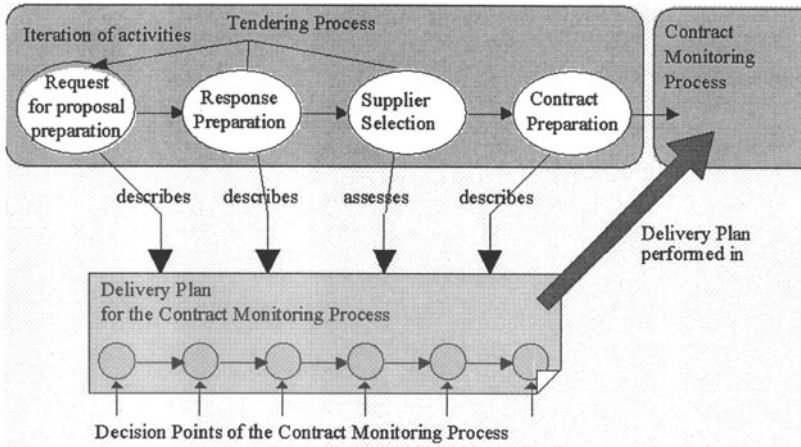 Tendering Process
Iteration of activities
Request
for proposal
preparation
Response
Preparation
Supplier
Selection
Contract
Preparation
Contract
Monitoring
Process
describes
describes
assesses
describes
Delivery Plan
performed in
Delivery Plan
for the Contract Monitoring Process
Decision Points of the Contract Monitoring Process